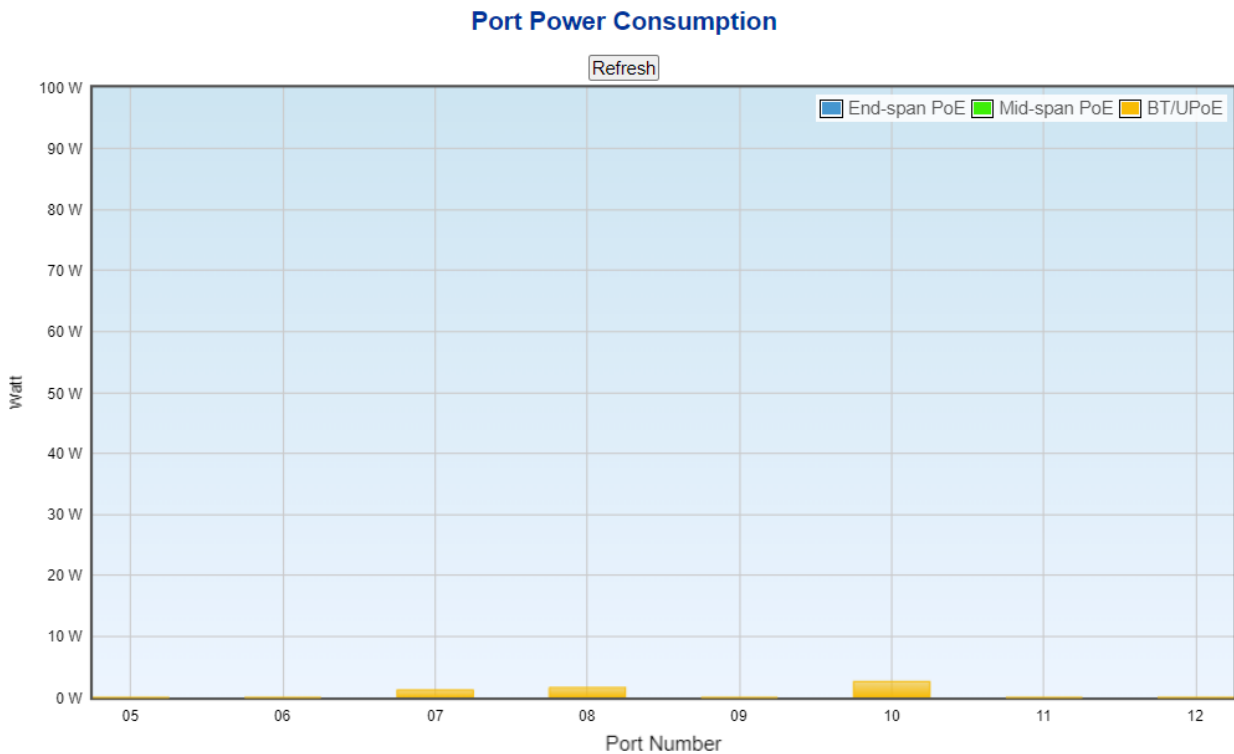 Port Power Consumption
Refresh
100 W
End-span PoE Mid-span PoE BT/UPoE
90 W
80 W
70 W
60 W
Watt
50 W
40 W
30 W
20 W
10 W
0 W
05 06 07 08 09 10 11 12
Port Number